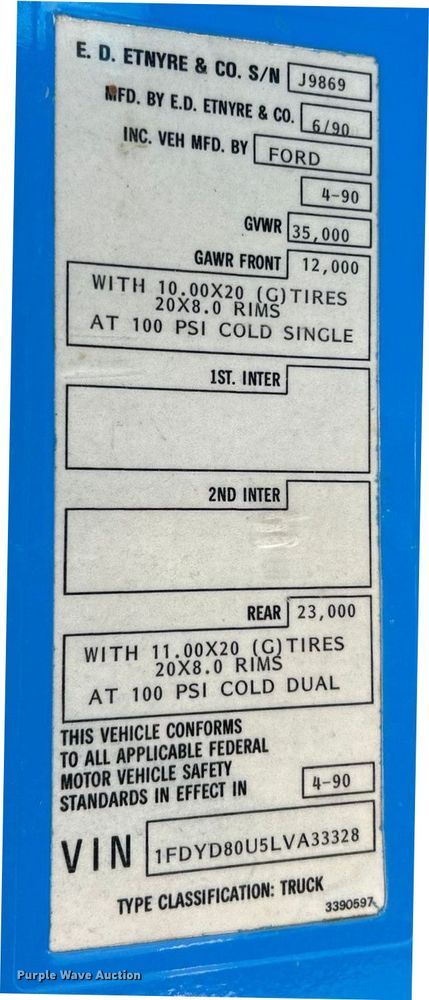 E. D. ETNYRE & CO. S/N J9869
MFD. BY E.D. ETNYRE & CO. 6/90
INC. VEH MFD. BY FORD
4-90
GVWR 35,000
GAWR FRONT 12,000
WITH 10.00X20 (G)TIRES
20X8.0 RIMS
AT 100 PSI COLD SINGLE
1ST. INTER
2ND INTER
REAR 23,000
WITH 11.00X20 (G)TIRES
20X8.0 RIMS
AT 100 PSI COLD DUAL
THIS VEHICLE CONFORMS
TO ALL APPLICABLE FEDERAL
MOTOR VEHICLE SAFETY
STANDARDS IN EFFECT IN 4-90
VIN 1FDYD80U5LVA33328
TYPE CLASSIFICATION: TRUCK
3390597
Purple Wave Auction